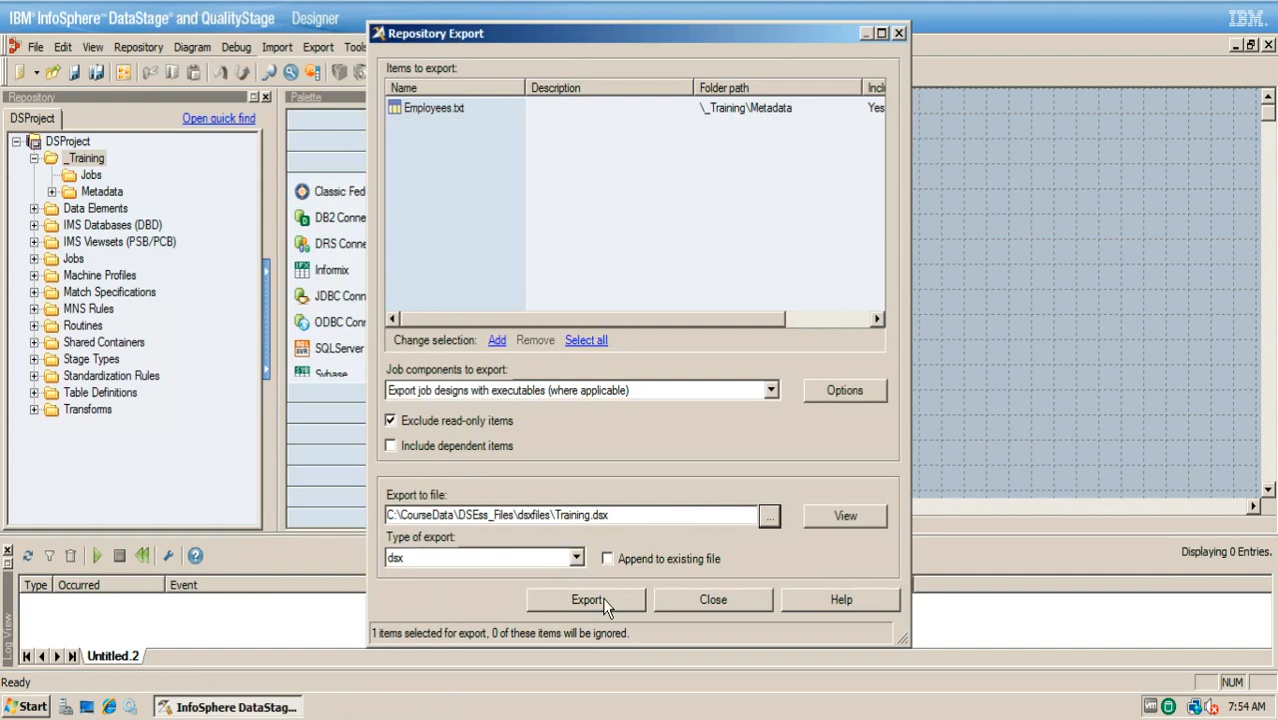 IBM® InfoSphere™ DataStage® and QualityStage Designer
IBM.
File Edit View Repository Diagram Debug Import Export Tools
Repository
DSProject
Open quick find
DSProject
_Training
Jobs
Metadata
Data Elements
IMS Databases (DBD)
IMS Viewsets (PSB/PCB)
Jobs
Machine Profiles
Match Specifications
MNS Rules
Routines
Shared Containers
Stage Types
Standardization Rules
Table Definitions
Transforms
Palette
Classic Fed
DB2 Conne
DRS Conne
Informix
JDBC Conn
ODBC Conn
SQLServer
Sybase
Repository Export
Items to export:
Name Description Folder path Inclu
Employees.txt \_Training\Metadata Yes
Change selection: Add Remove Select all
Job components to export:
Export job designs with executables (where applicable)
Options
Exclude read-only items
Include dependent items
Export to file:
C:\CourseData\DSEss_Files\dsxfiles\Training.dsx
View
Type of export:
dsx
Append to existing file
Export Close Help
1 items selected for export, 0 of these items will be ignored.
Displaying 0 Entries.
Type Occurred Event
Log View
Untitled.2
Ready
NUM
Start
InfoSphere DataStag...
7:54 AM